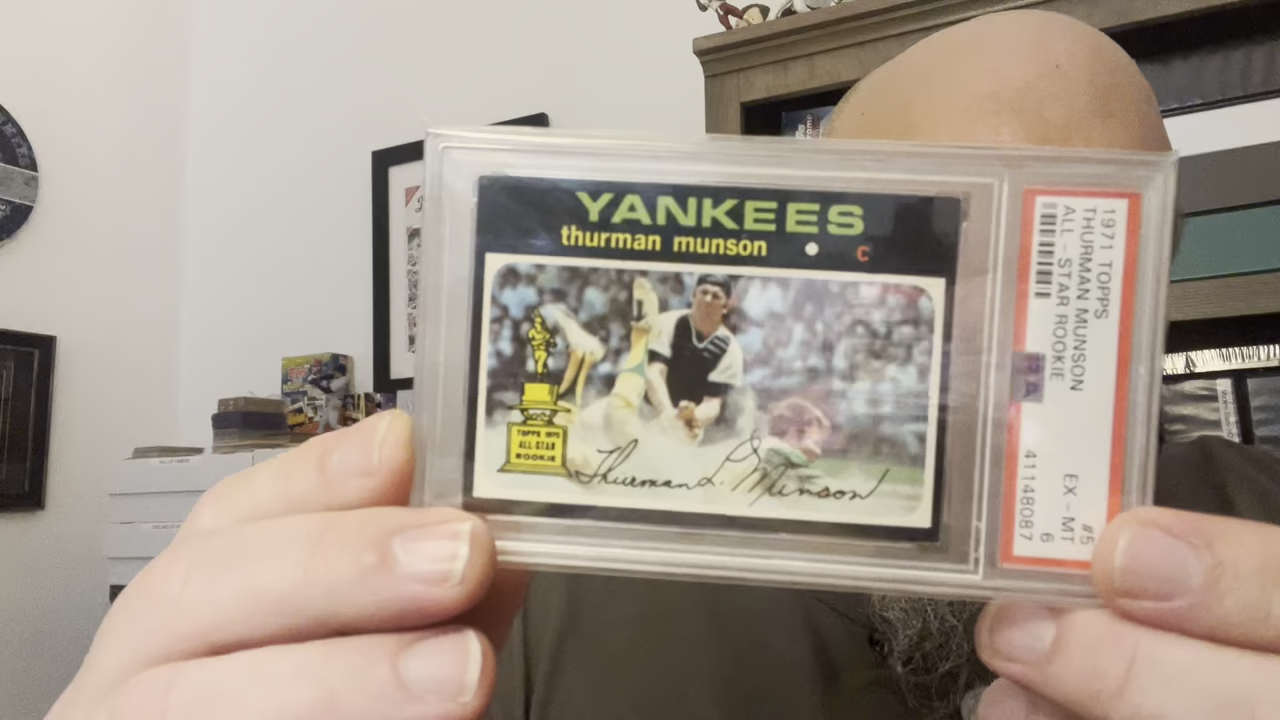 YANKEES
thurman munson • C
TOPPS 1970
ALL-STAR
ROOKIE
Thurman L. Munson
1971 TOPPS #5
THURMAN MUNSON EX - MT
ALL - STAR ROOKIE 6
41148087